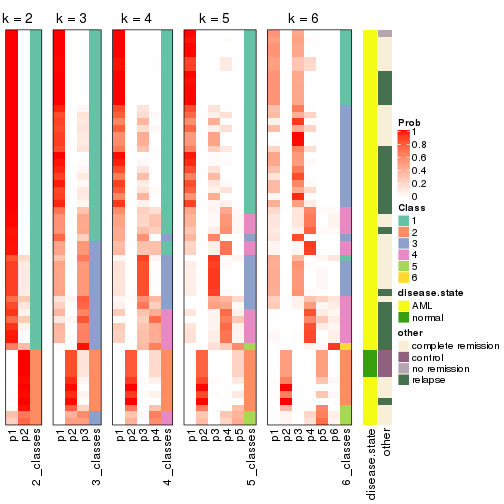 k = 2 k = 3 k = 4 k = 5 k = 6
Prob
1
0.8
0.6
0.4
0.2
0
Class
1
2
3
4
5
6
disease.state
AML
normal
other
complete remission
control
no remission
relapse
p1 p2 2_classes p1 p2 p3 3_classes p1 p2 p3 p4 4_classes p1 p2 p3 p4 p5 5_classes p1 p2 p3 p4 p5 p6 6_classes disease.state other